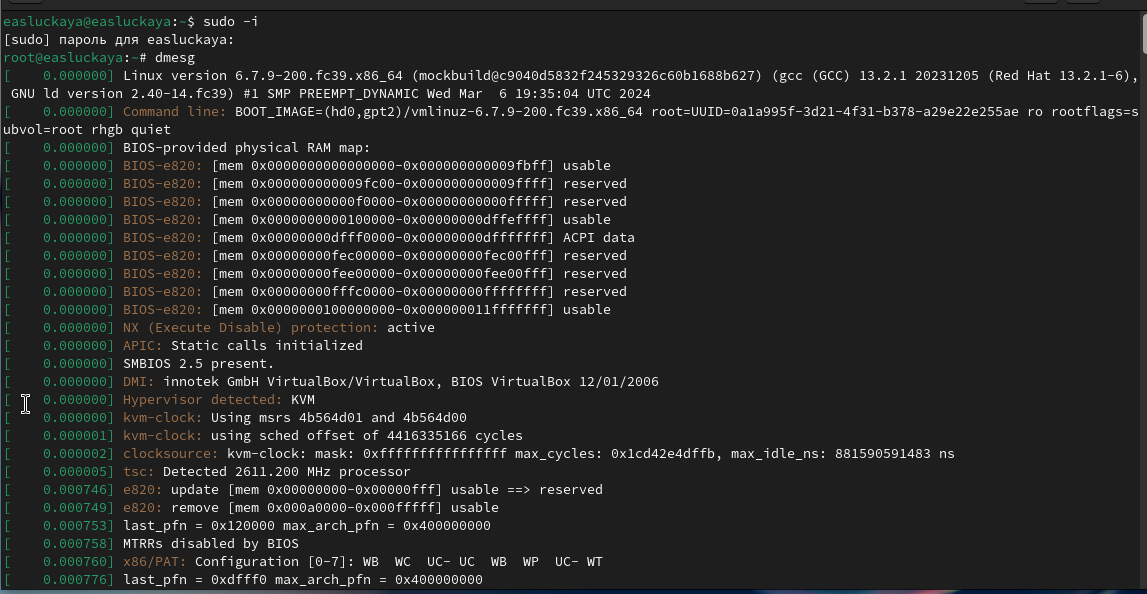 easluckaya@easluckaya:~$ sudo -i
[sudo] пароль для easluckaya:
root@easluckaya:~# dmesg
[    0.000000] Linux version 6.7.9-200.fc39.x86_64 (mockbuild@c9040d5832f245329326c60b1688b627) (gcc (GCC) 13.2.1 20231205 (Red Hat 13.2.1-6),
 GNU ld version 2.40-14.fc39) #1 SMP PREEMPT_DYNAMIC Wed Mar  6 19:35:04 UTC 2024
[    0.000000] Command line: BOOT_IMAGE=(hd0,gpt2)/vmlinuz-6.7.9-200.fc39.x86_64 root=UUID=0a1a995f-3d21-4f31-b378-a29e22e255ae ro rootflags=s
ubvol=root rhgb quiet
[    0.000000] BIOS-provided physical RAM map:
[    0.000000] BIOS-e820: [mem 0x0000000000000000-0x000000000009fbff] usable
[    0.000000] BIOS-e820: [mem 0x000000000009fc00-0x000000000009ffff] reserved
[    0.000000] BIOS-e820: [mem 0x00000000000f0000-0x00000000000fffff] reserved
[    0.000000] BIOS-e820: [mem 0x0000000000100000-0x00000000dffeffff] usable
[    0.000000] BIOS-e820: [mem 0x00000000dfff0000-0x00000000dfffffff] ACPI data
[    0.000000] BIOS-e820: [mem 0x00000000fec00000-0x00000000fec00fff] reserved
[    0.000000] BIOS-e820: [mem 0x00000000fee00000-0x00000000fee00fff] reserved
[    0.000000] BIOS-e820: [mem 0x00000000fffc0000-0x00000000ffffffff] reserved
[    0.000000] BIOS-e820: [mem 0x0000000100000000-0x000000011fffffff] usable
[    0.000000] NX (Execute Disable) protection: active
[    0.000000] APIC: Static calls initialized
[    0.000000] SMBIOS 2.5 present.
[    0.000000] DMI: innotek GmbH VirtualBox/VirtualBox, BIOS VirtualBox 12/01/2006
[    0.000000] Hypervisor detected: KVM
[    0.000000] kvm-clock: Using msrs 4b564d01 and 4b564d00
[    0.000001] kvm-clock: using sched offset of 4416335166 cycles
[    0.000002] clocksource: kvm-clock: mask: 0xffffffffffffffff max_cycles: 0x1cd42e4dffb, max_idle_ns: 881590591483 ns
[    0.000005] tsc: Detected 2611.200 MHz processor
[    0.000746] e820: update [mem 0x00000000-0x00000fff] usable ==> reserved
[    0.000749] e820: remove [mem 0x000a0000-0x000fffff] usable
[    0.000753] last_pfn = 0x120000 max_arch_pfn = 0x400000000
[    0.000758] MTRRs disabled by BIOS
[    0.000760] x86/PAT: Configuration [0-7]: WB  WC  UC- UC  WB  WP  UC- WT
[    0.000776] last_pfn = 0xdfff0 max_arch_pfn = 0x400000000